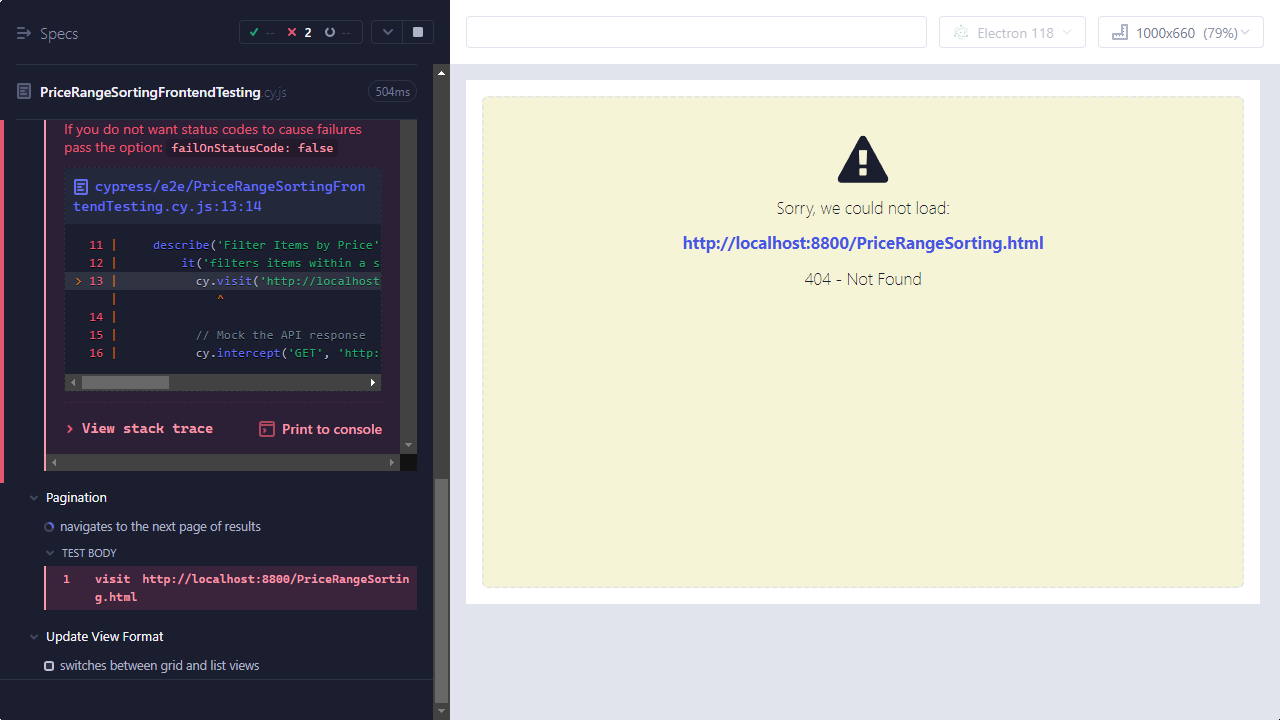 Specs
-- 2 --
Electron 118
1000x660 (79%)
PriceRangeSortingFrontendTesting.cy.js 504ms
If you do not want status codes to cause failures
pass the option: failOnStatusCode: false
cypress/e2e/PriceRangeSortingFron
tendTesting.cy.js:13:14
11 | describe('Filter Items by Price'
12 | it('filters items within a s
> 13 | cy.visit('http://localhost
| ^
14 |
15 | // Mock the API response
16 | cy.intercept('GET', 'http:
View stack trace
Print to console
Pagination
navigates to the next page of results
TEST BODY
1 visit http://localhost:8800/PriceRangeSortin
g.html
Update View Format
switches between grid and list views
Sorry, we could not load:
http://localhost:8800/PriceRangeSorting.html
404 - Not Found